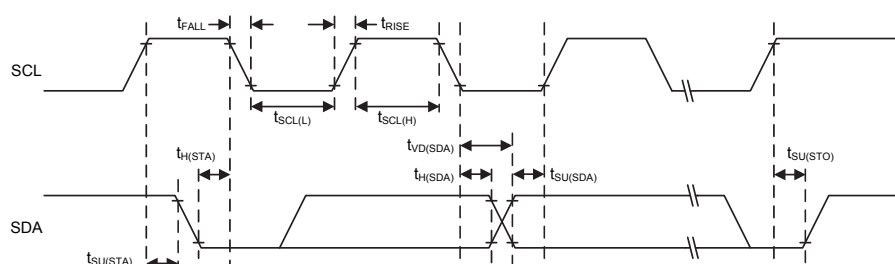 tFALL
tRISE
SCL
tSCL(L)
tSCL(H)
tVD(SDA)
tH(STA)
tH(SDA)
tSU(SDA)
tSU(STO)
SDA
tSU(STA)